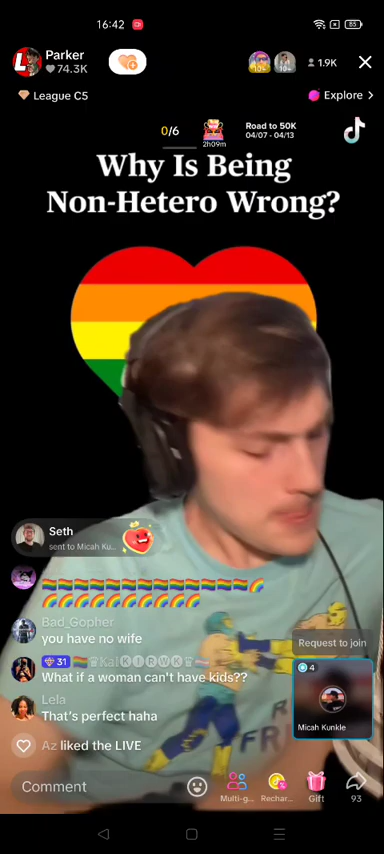 16:42
85
Parker
74.3K
10+
10+
1.9K
League C5
Explore
0/6
2h09m
Road to 50K
04/07 - 04/13
Why Is Being
Non-Hetero Wrong?
Seth
sent to Micah Ku...
Bad_Gopher
you have no wife
31
What if a woman can't have kids??
Lela
That's perfect haha
Az liked the LIVE
Request to join
4
Micah Kunkle
Comment
Multi-g...
Rechar...
Gift
93